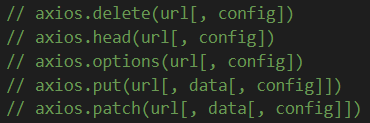 // axios.delete(url[, config])
// axios.head(url[, config])
// axios.options(url[, config])
// axios.put(url[, data[, config]])
// axios.patch(url[, data[, config]])